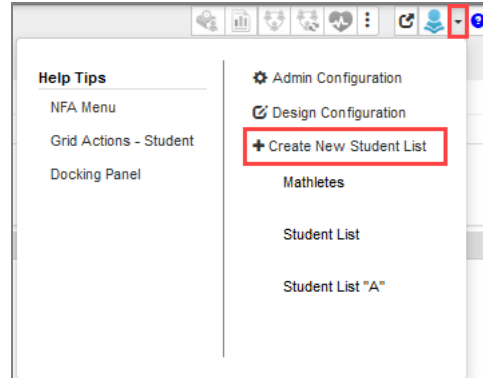 Help Tips
NFA Menu
Grid Actions - Student
Docking Panel
Admin Configuration
Design Configuration
Create New Student List
Mathletes
Student List
Student List "A"